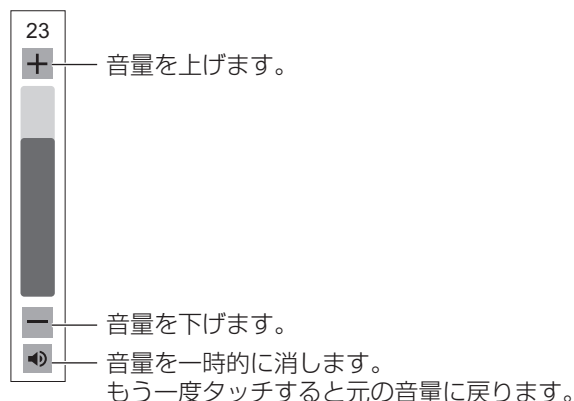 23
音量を上げます。
音量を下げます。
音量を一時的に消します。
もう一度タッチすると元の音量に戻ります。